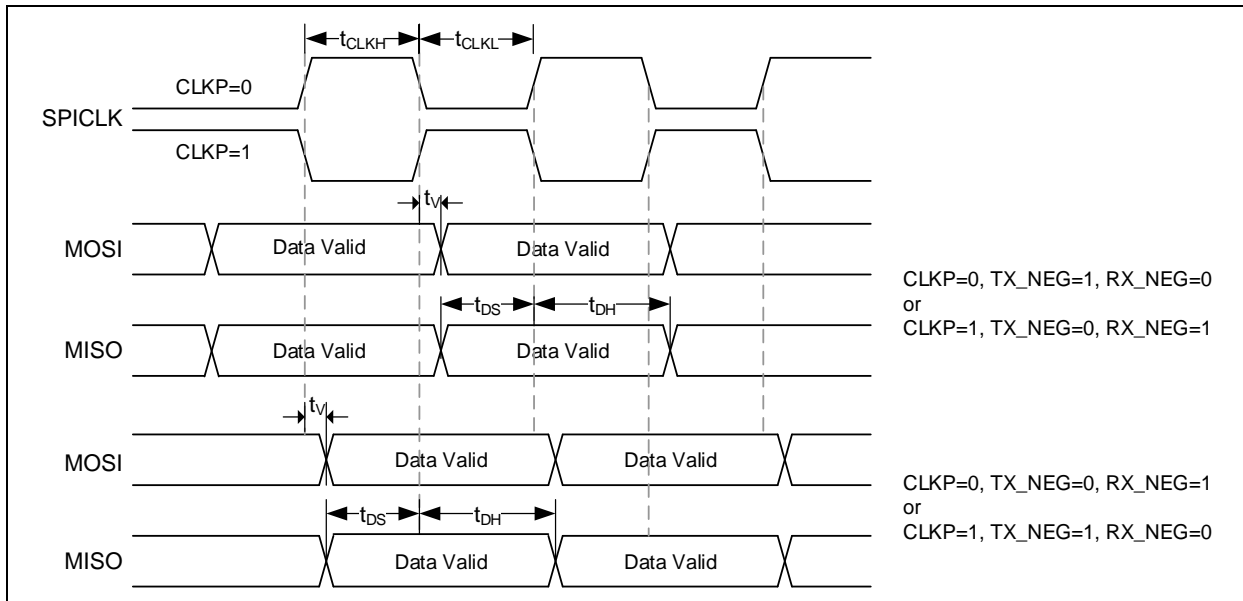 tCLKH tCLKL
CLKP=0
SPICLK
CLKP=1
tV
MOSI Data Valid Data Valid
CLKP=0, TX_NEG=1, RX_NEG=0
or
CLKP=1, TX_NEG=0, RX_NEG=1
tDS tDH
MISO Data Valid Data Valid
tV
MOSI Data Valid Data Valid
CLKP=0, TX_NEG=0, RX_NEG=1
or
CLKP=1, TX_NEG=1, RX_NEG=0
tDS tDH
MISO Data Valid Data Valid